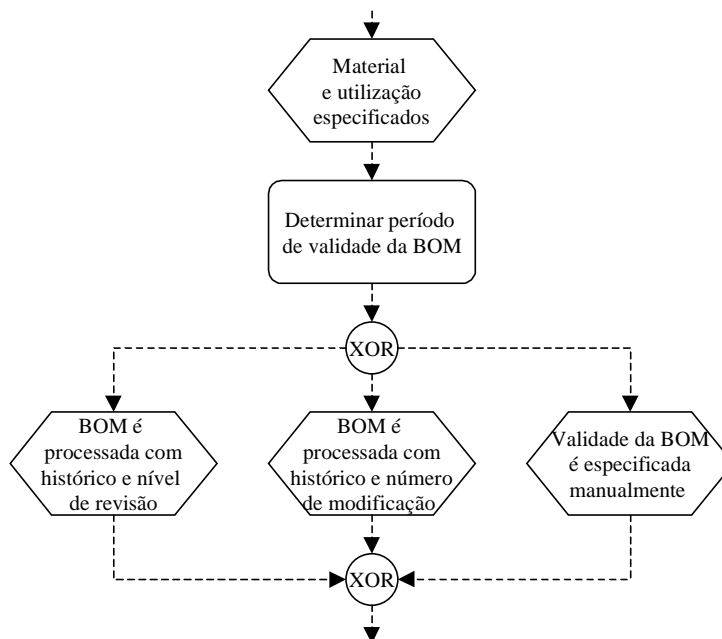 Material
e utilização
especificados
Determinar período
de validade da BOM
XOR
BOM é
processada com
histórico e nível
de revisão
BOM é
processada com
histórico e número
de modificação
Validade da BOM
é especificada
manualmente
XOR